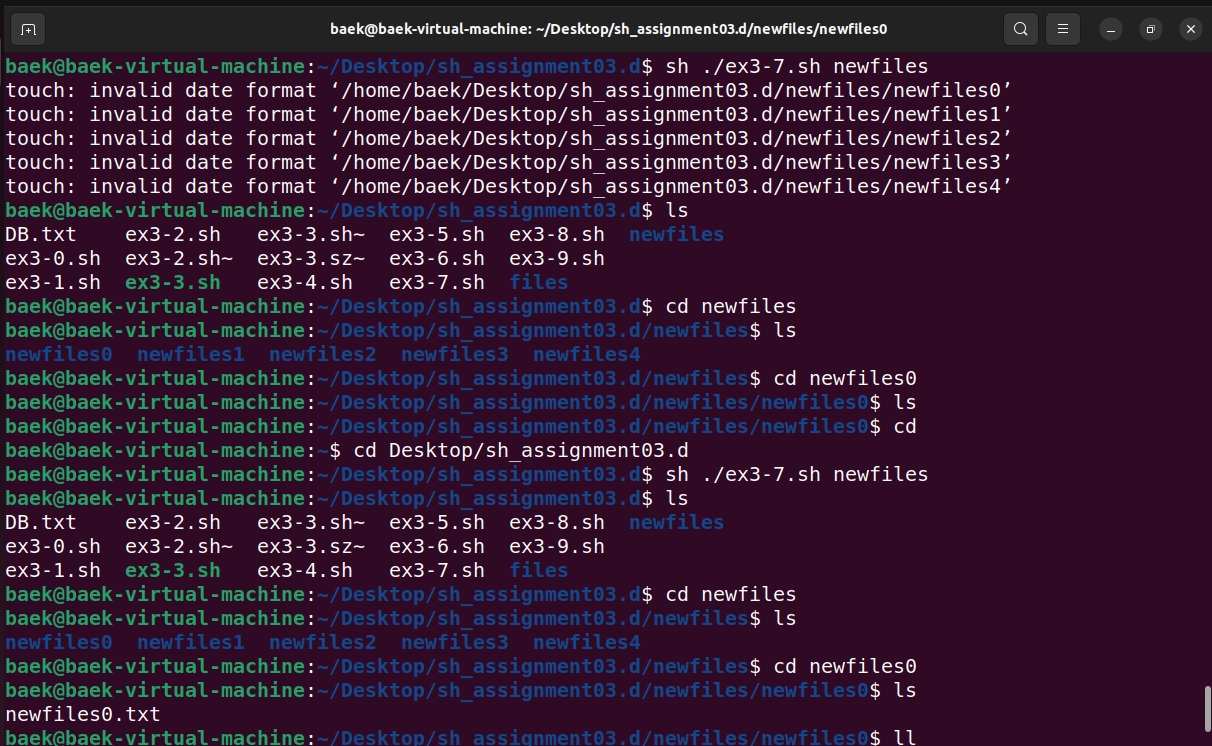 baek@baek-virtual-machine: ~/Desktop/sh_assignment03.d/newfiles/newfiles0
baek@baek-virtual-machine:~/Desktop/sh_assignment03.d$ sh ./ex3-7.sh newfiles
touch: invalid date format ‘/home/baek/Desktop/sh_assignment03.d/newfiles/newfiles0’
touch: invalid date format ‘/home/baek/Desktop/sh_assignment03.d/newfiles/newfiles1’
touch: invalid date format ‘/home/baek/Desktop/sh_assignment03.d/newfiles/newfiles2’
touch: invalid date format ‘/home/baek/Desktop/sh_assignment03.d/newfiles/newfiles3’
touch: invalid date format ‘/home/baek/Desktop/sh_assignment03.d/newfiles/newfiles4’
baek@baek-virtual-machine:~/Desktop/sh_assignment03.d$ ls
DB.txt    ex3-2.sh   ex3-3.sh~  ex3-5.sh  ex3-8.sh  newfiles
ex3-0.sh  ex3-2.sh~  ex3-3.sz~  ex3-6.sh  ex3-9.sh
ex3-1.sh  ex3-3.sh   ex3-4.sh   ex3-7.sh  files
baek@baek-virtual-machine:~/Desktop/sh_assignment03.d$ cd newfiles
baek@baek-virtual-machine:~/Desktop/sh_assignment03.d/newfiles$ ls
newfiles0  newfiles1  newfiles2  newfiles3  newfiles4
baek@baek-virtual-machine:~/Desktop/sh_assignment03.d/newfiles$ cd newfiles0
baek@baek-virtual-machine:~/Desktop/sh_assignment03.d/newfiles/newfiles0$ ls
baek@baek-virtual-machine:~/Desktop/sh_assignment03.d/newfiles/newfiles0$ cd
baek@baek-virtual-machine:~$ cd Desktop/sh_assignment03.d
baek@baek-virtual-machine:~/Desktop/sh_assignment03.d$ sh ./ex3-7.sh newfiles
baek@baek-virtual-machine:~/Desktop/sh_assignment03.d$ ls
DB.txt    ex3-2.sh   ex3-3.sh~  ex3-5.sh  ex3-8.sh  newfiles
ex3-0.sh  ex3-2.sh~  ex3-3.sz~  ex3-6.sh  ex3-9.sh
ex3-1.sh  ex3-3.sh   ex3-4.sh   ex3-7.sh  files
baek@baek-virtual-machine:~/Desktop/sh_assignment03.d$ cd newfiles
baek@baek-virtual-machine:~/Desktop/sh_assignment03.d/newfiles$ ls
newfiles0  newfiles1  newfiles2  newfiles3  newfiles4
baek@baek-virtual-machine:~/Desktop/sh_assignment03.d/newfiles$ cd newfiles0
baek@baek-virtual-machine:~/Desktop/sh_assignment03.d/newfiles/newfiles0$ ls
newfiles0.txt
baek@baek-virtual-machine:~/Desktop/sh_assignment03.d/newfiles/newfiles0$ ll